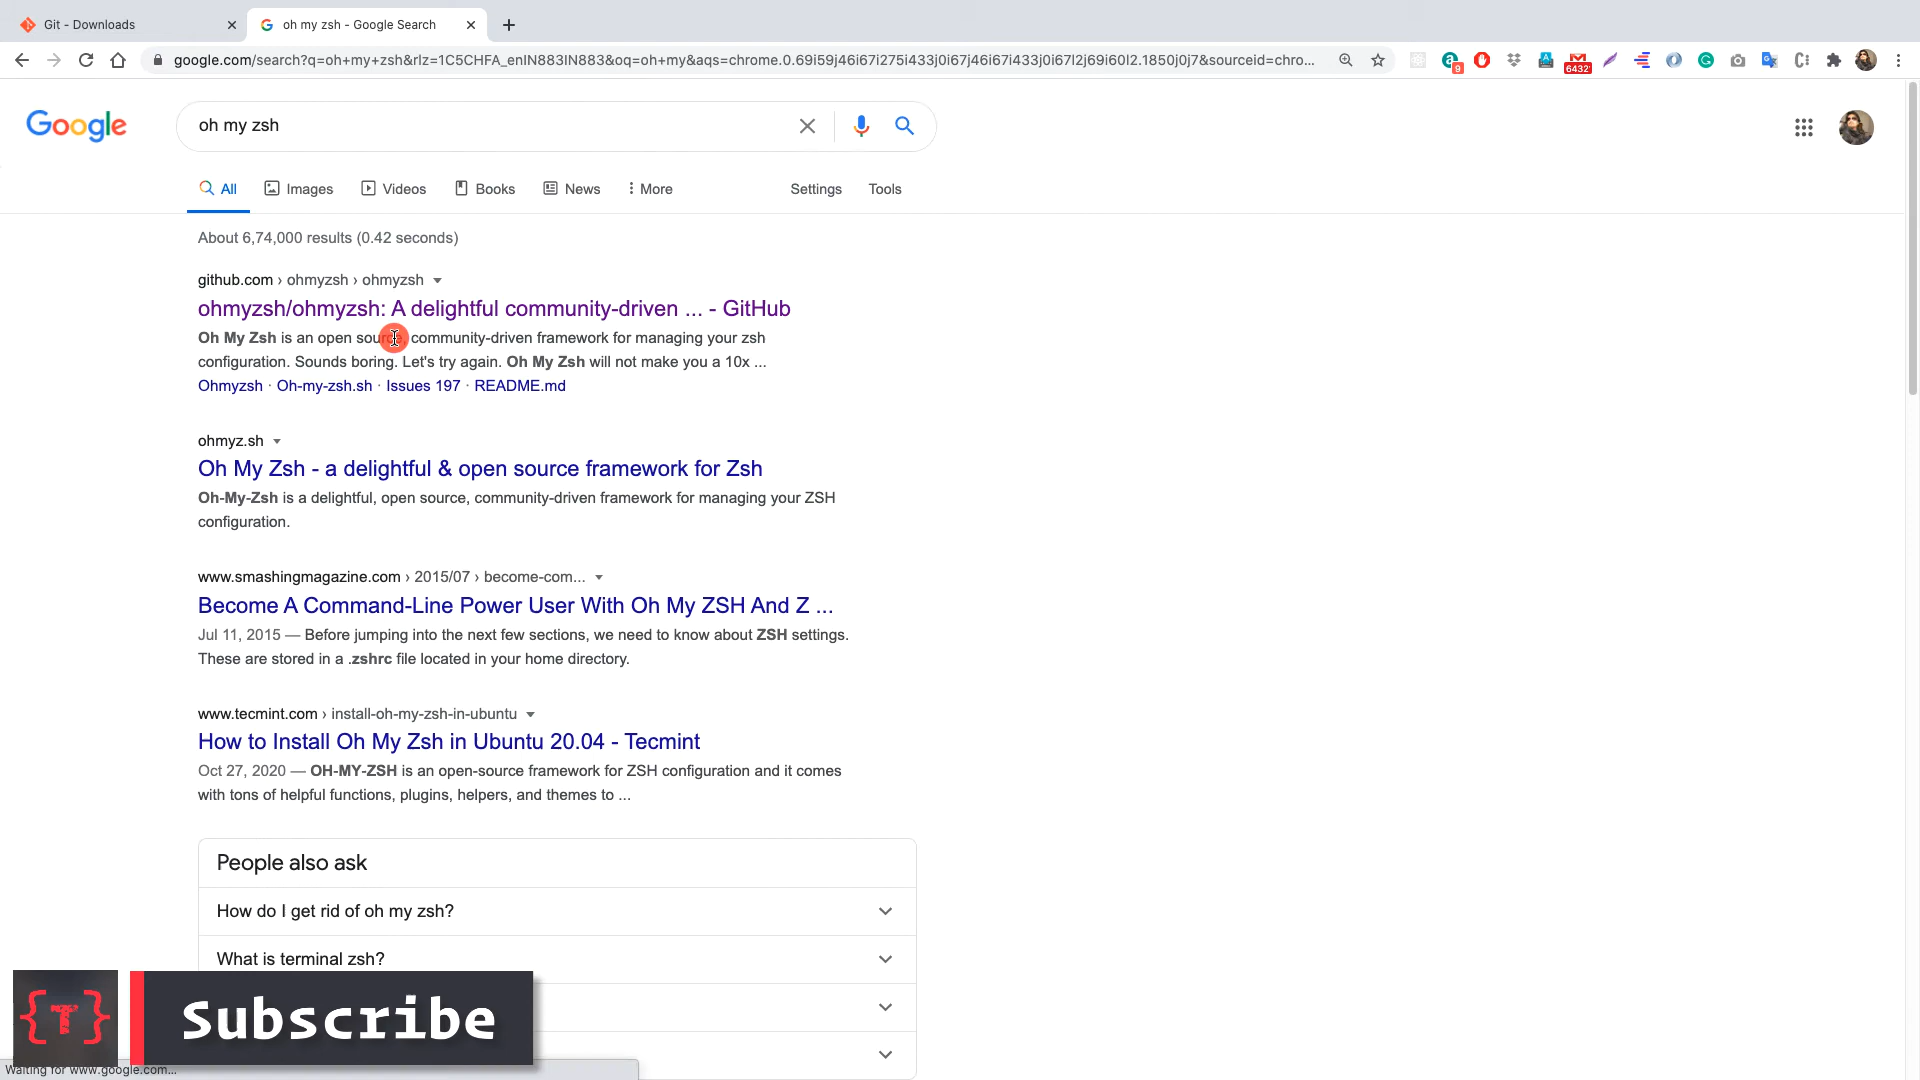 Git - Downloads
oh my zsh - Google Search
google.com/search?q=oh+my+zsh&rlz=1C5CHFA_enIN883IN883&oq=oh+my&aqs=chrome.0.69i59j46i67i275i433j0i67j46i67i433j0i67l2j69i60l2.1850j0j7&sourceid=chro...
9
6432
Google
oh my zsh
All
Images
Videos
Books
News
More
Settings
Tools
About 6,74,000 results (0.42 seconds)
github.com › ohmyzsh › ohmyzsh
ohmyzsh/ohmyzsh: A delightful community-driven ... - GitHub
Oh My Zsh is an open source, community-driven framework for managing your zsh
configuration. Sounds boring. Let's try again. Oh My Zsh will not make you a 10x ...
Ohmyzsh · Oh-my-zsh.sh · Issues 197 · README.md
ohmyz.sh
Oh My Zsh - a delightful & open source framework for Zsh
Oh-My-Zsh is a delightful, open source, community-driven framework for managing your ZSH
configuration.
www.smashingmagazine.com › 2015/07 › become-com...
Become A Command-Line Power User With Oh My ZSH And Z ...
Jul 11, 2015 — Before jumping into the next few sections, we need to know about ZSH settings.
These are stored in a .zshrc file located in your home directory.
www.tecmint.com › install-oh-my-zsh-in-ubuntu
How to Install Oh My Zsh in Ubuntu 20.04 - Tecmint
Oct 27, 2020 — OH-MY-ZSH is an open-source framework for ZSH configuration and it comes
with tons of helpful functions, plugins, helpers, and themes to ...
People also ask
How do I get rid of oh my zsh?
What is terminal zsh?
{T}
Subscribe
Waiting for www.google.com...